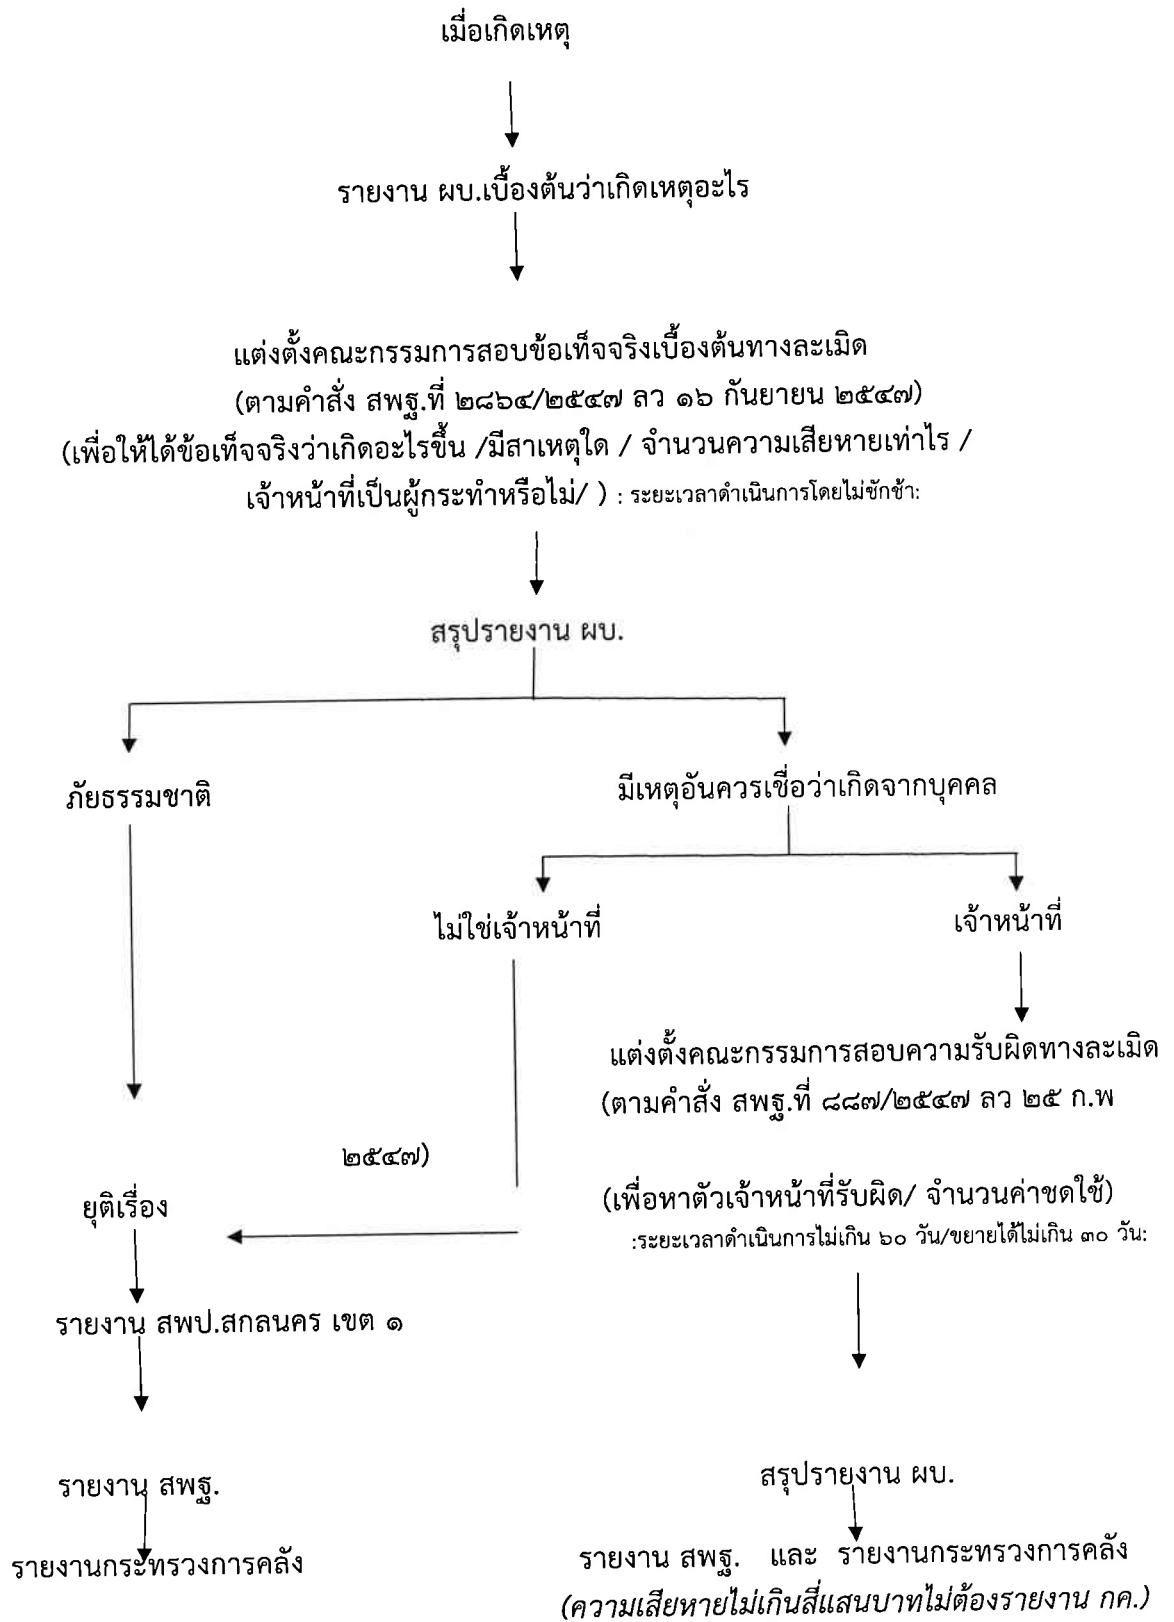 เมื่อเกิดเหตุ
รายงาน ผบ.เบื้องต้นว่าเกิดเหตุอะไร
แต่งตั้งคณะกรรมการสอบข้อเท็จจริงเบื้องต้นทางละเมิด
(ตามคำสั่ง สพฐ.ที่ ๒๘๖๔/๒๕๔๗ ลว ๑๖ กันยายน ๒๕๔๗)
(เพื่อให้ได้ข้อเท็จจริงว่าเกิดอะไรขึ้น /มีสาเหตุใด / จำนวนความเสียหายเท่าไร /
เจ้าหน้าที่เป็นผู้กระทำหรือไม่/ ) : ระยะเวลาดำเนินการโดยไม่ชักช้า:
สรุปรายงาน ผบ.
ภัยธรรมชาติ
มีเหตุอันควรเชื่อว่าเกิดจากบุคคล
ไม่ใช่เจ้าหน้าที่
เจ้าหน้าที่
แต่งตั้งคณะกรรมการสอบความรับผิดทางละเมิด
(ตามคำสั่ง สพฐ.ที่ ๘๘๗/๒๕๔๗ ลว ๒๕ ก.พ
๒๕๔๗)
ยุติเรื่อง
(เพื่อหาตัวเจ้าหน้าที่รับผิด/ จำนวนค่าชดใช้)
:ระยะเวลาดำเนินการไม่เกิน ๖๐ วัน/ขยายได้ไม่เกิน ๓๐ วัน:
รายงาน สพป.สกลนคร เขต ๑
รายงาน สพฐ.
สรุปรายงาน ผบ.
รายงานกระทรวงการคลัง
รายงาน สพฐ. และ รายงานกระทรวงการคลัง
(ความเสียหายไม่เกินสี่แสนบาทไม่ต้องรายงาน กค.)